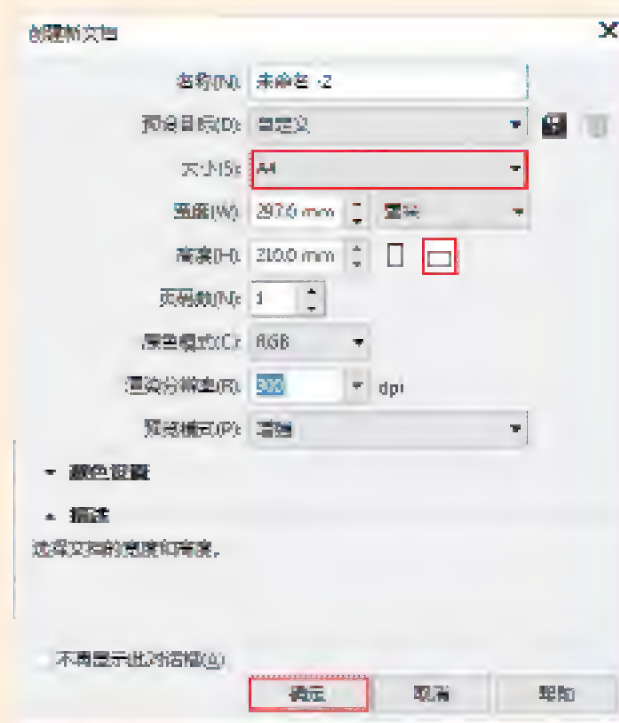 创建新文档
名称(N): 未命名 -2
预设目标(D): 自定义
大小(S): A4
宽度(W): 297.0 mm 毫米
高度(H): 210.0 mm
页码数(N): 1
原色模式(C): RGB
渲染分辨率(R): 300 dpi
预览模式(P): 增强
颜色设置
描述
选择文档的宽度和高度。
不再显示此对话框(A)
确定 取消 帮助